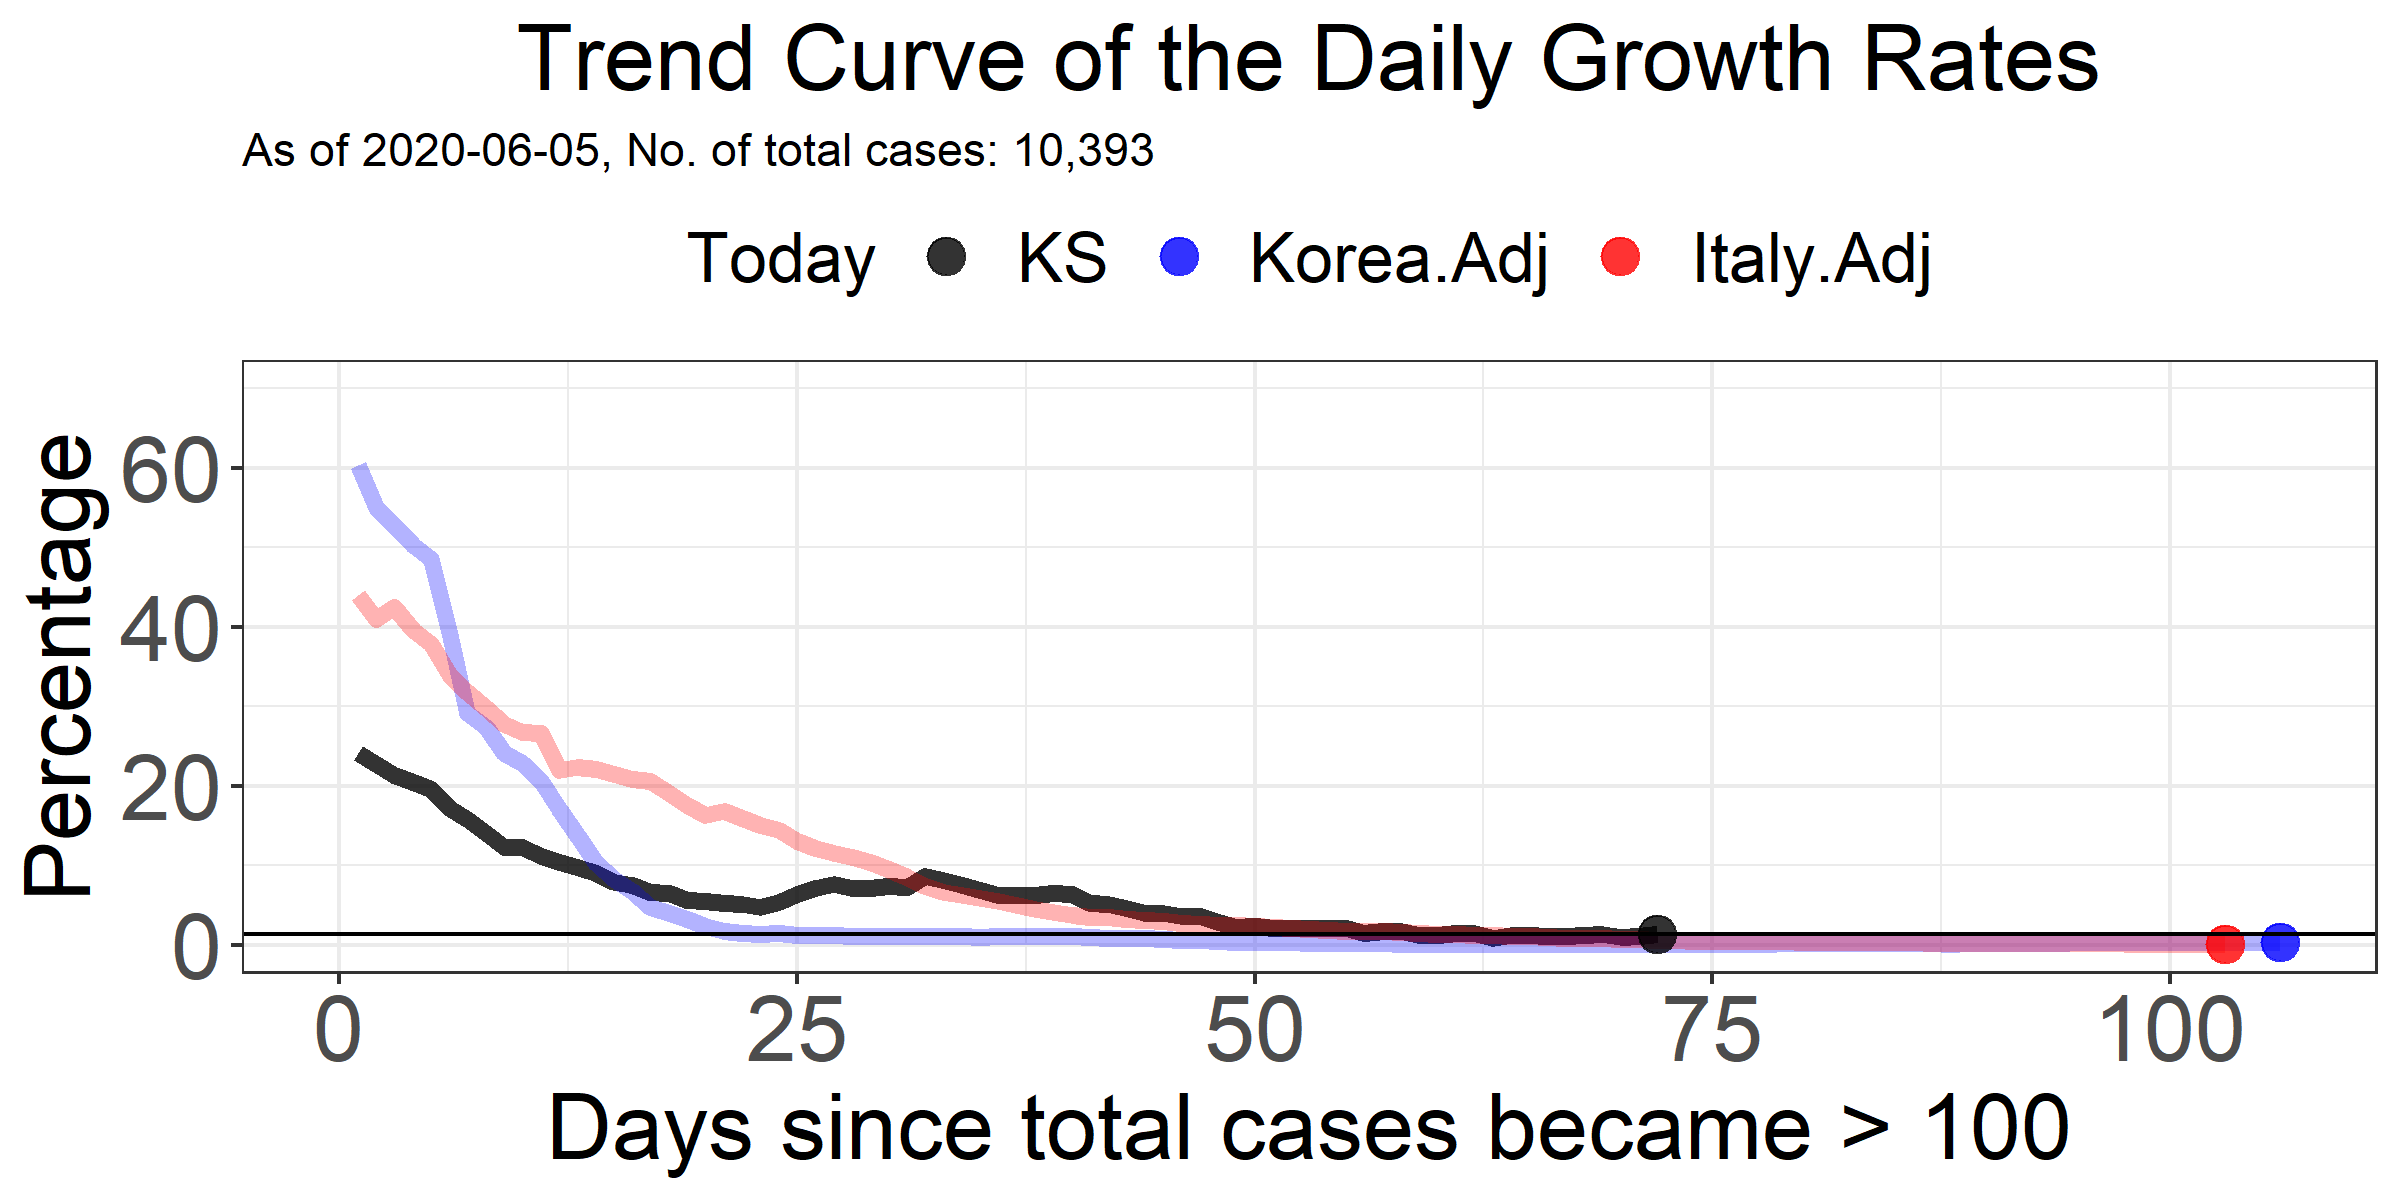 Trend Curve of the Daily Growth Rates
As of 2020-06-05, No. of total cases: 10,393
Today KS Korea.Adj Italy.Adj
Percentage
60
40
20
0
0 25 50 75 100
Days since total cases became > 100